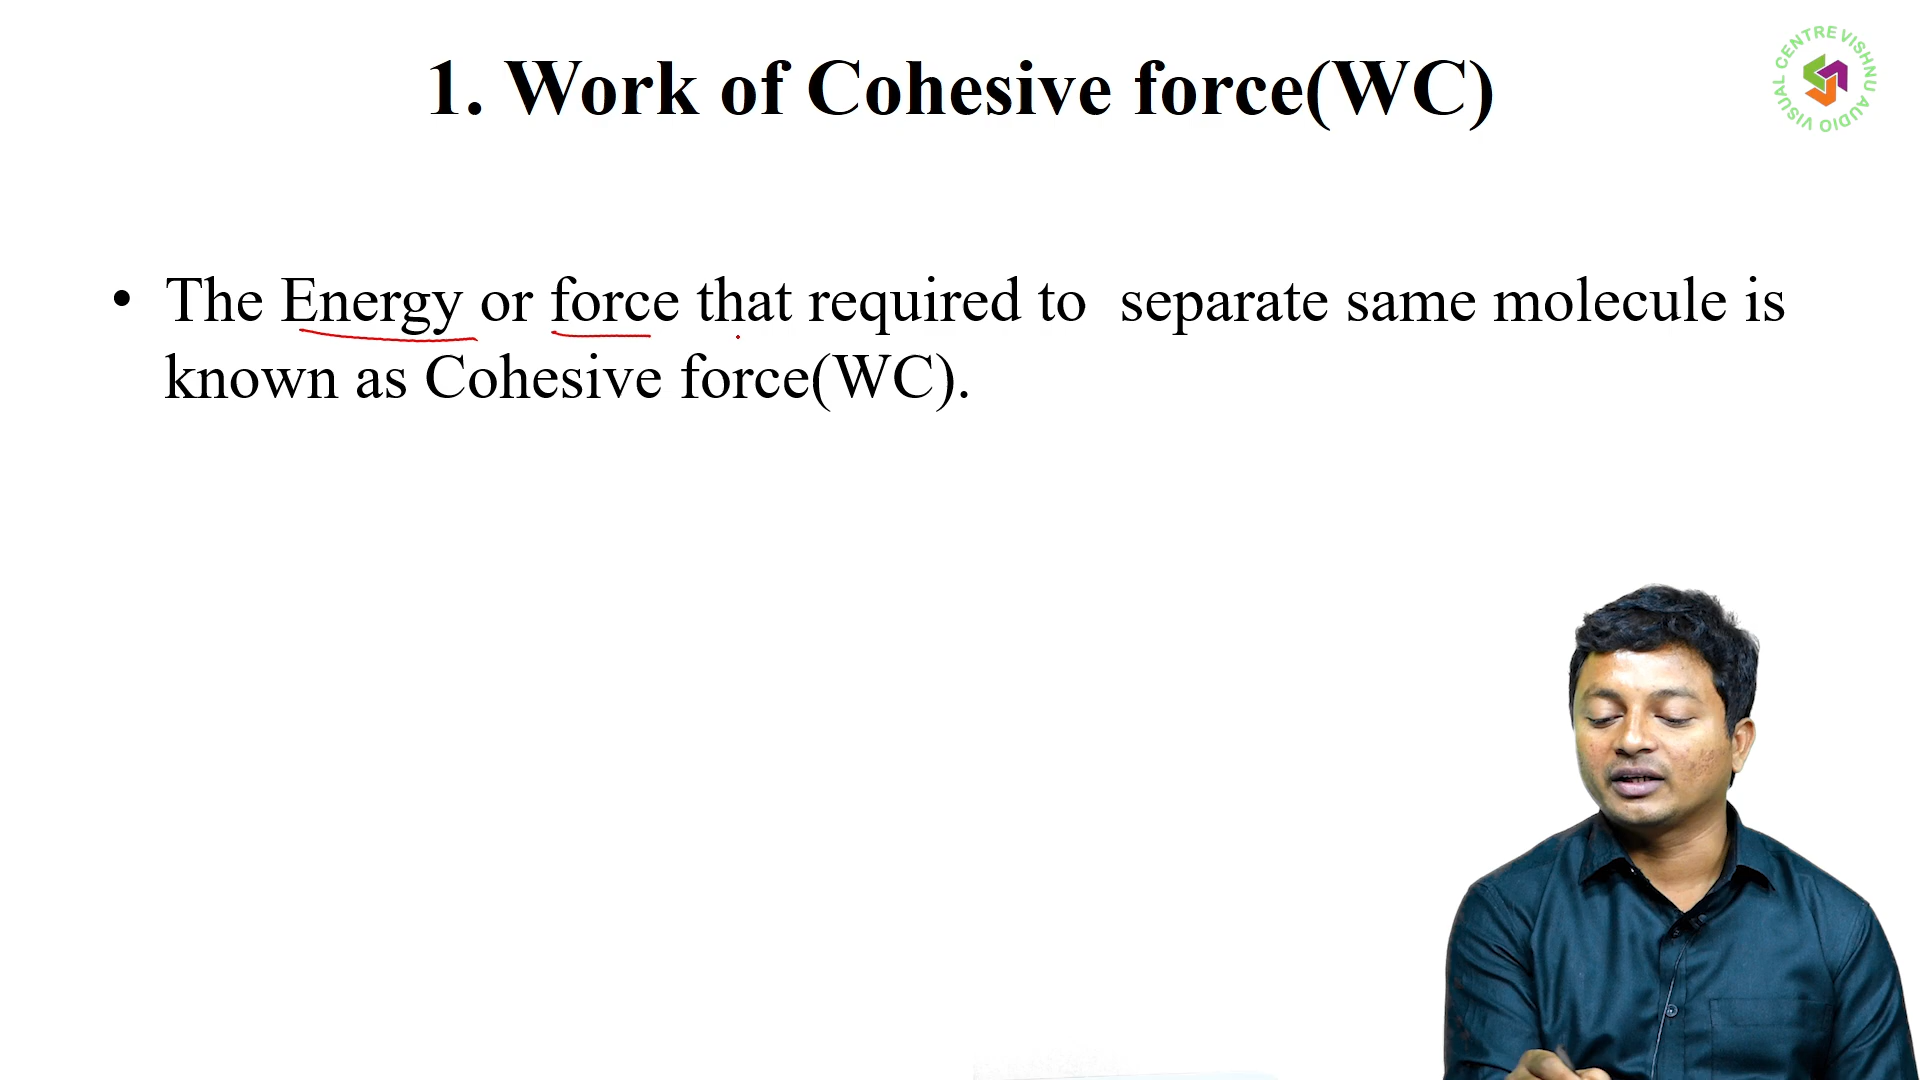 1. Work of Cohesive force(WC)
VISHNU AUDIO VISUAL CENTRE
• The Energy or force that required to separate same molecule is
known as Cohesive force(WC).